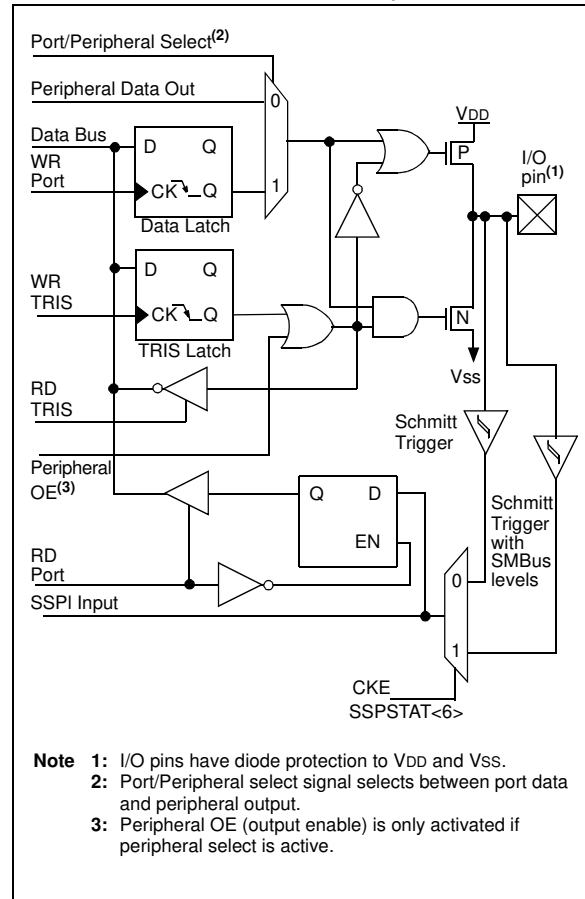 Port/Peripheral Select(2)
Peripheral Data Out
Data Bus
WR
Port
D Q
CK Q
Data Latch
0
1
VDD
P
I/O
pin(1)
WR
TRIS
D Q
CK Q
TRIS Latch
N
Vss
RD
TRIS
Schmitt
Trigger
Peripheral
OE(3)
Q D
EN
Schmitt
Trigger
with
SMBus
levels
RD
Port
SSPI Input
0
1
CKE
SSPSTAT<6>
Note 1: I/O pins have diode protection to VDD and VSS.
2: Port/Peripheral select signal selects between port data
and peripheral output.
3: Peripheral OE (output enable) is only activated if
peripheral select is active.